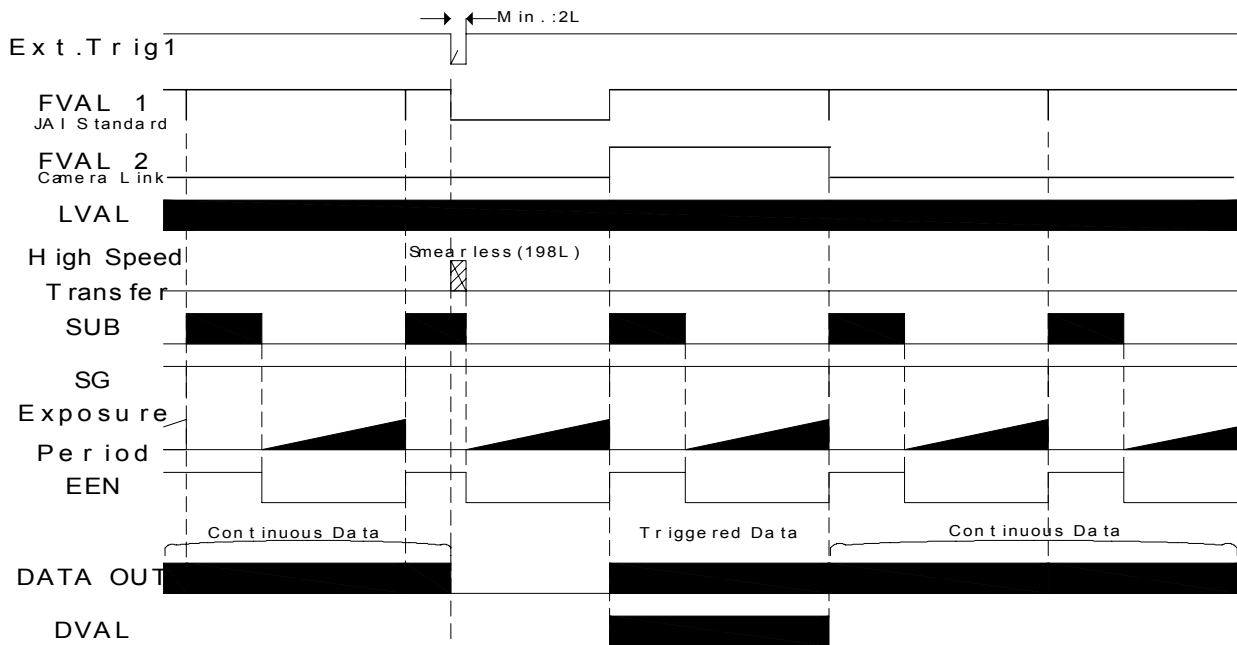 Min.:2L
Ext.Trig1
FVAL 1
JAI Standard
FVAL 2
Camera Link
LVAL
High Speed
Smearless(198L)
Transfer
SUB
SG
Exposure
Period
EEN
Continuous Data
Triggered Data
Continuous Data
DATA OUT
DVAL